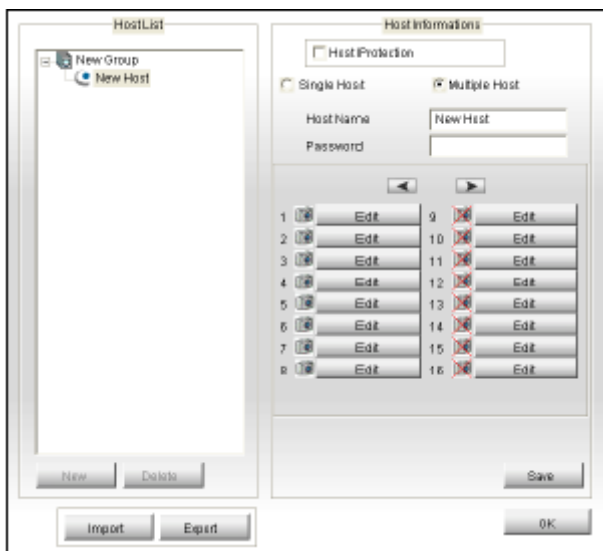 HostList
New Group
New Host
New
Delete
Import
Export
Host Informations
Host IProtection
Single Host
Multiple Host
Host Name
New Host
Password
1 Edit 9 Edit
2 Edit 10 Edit
3 Edit 11 Edit
4 Edit 12 Edit
5 Edit 13 Edit
6 Edit 14 Edit
7 Edit 15 Edit
8 Edit 16 Edit
Save
OK